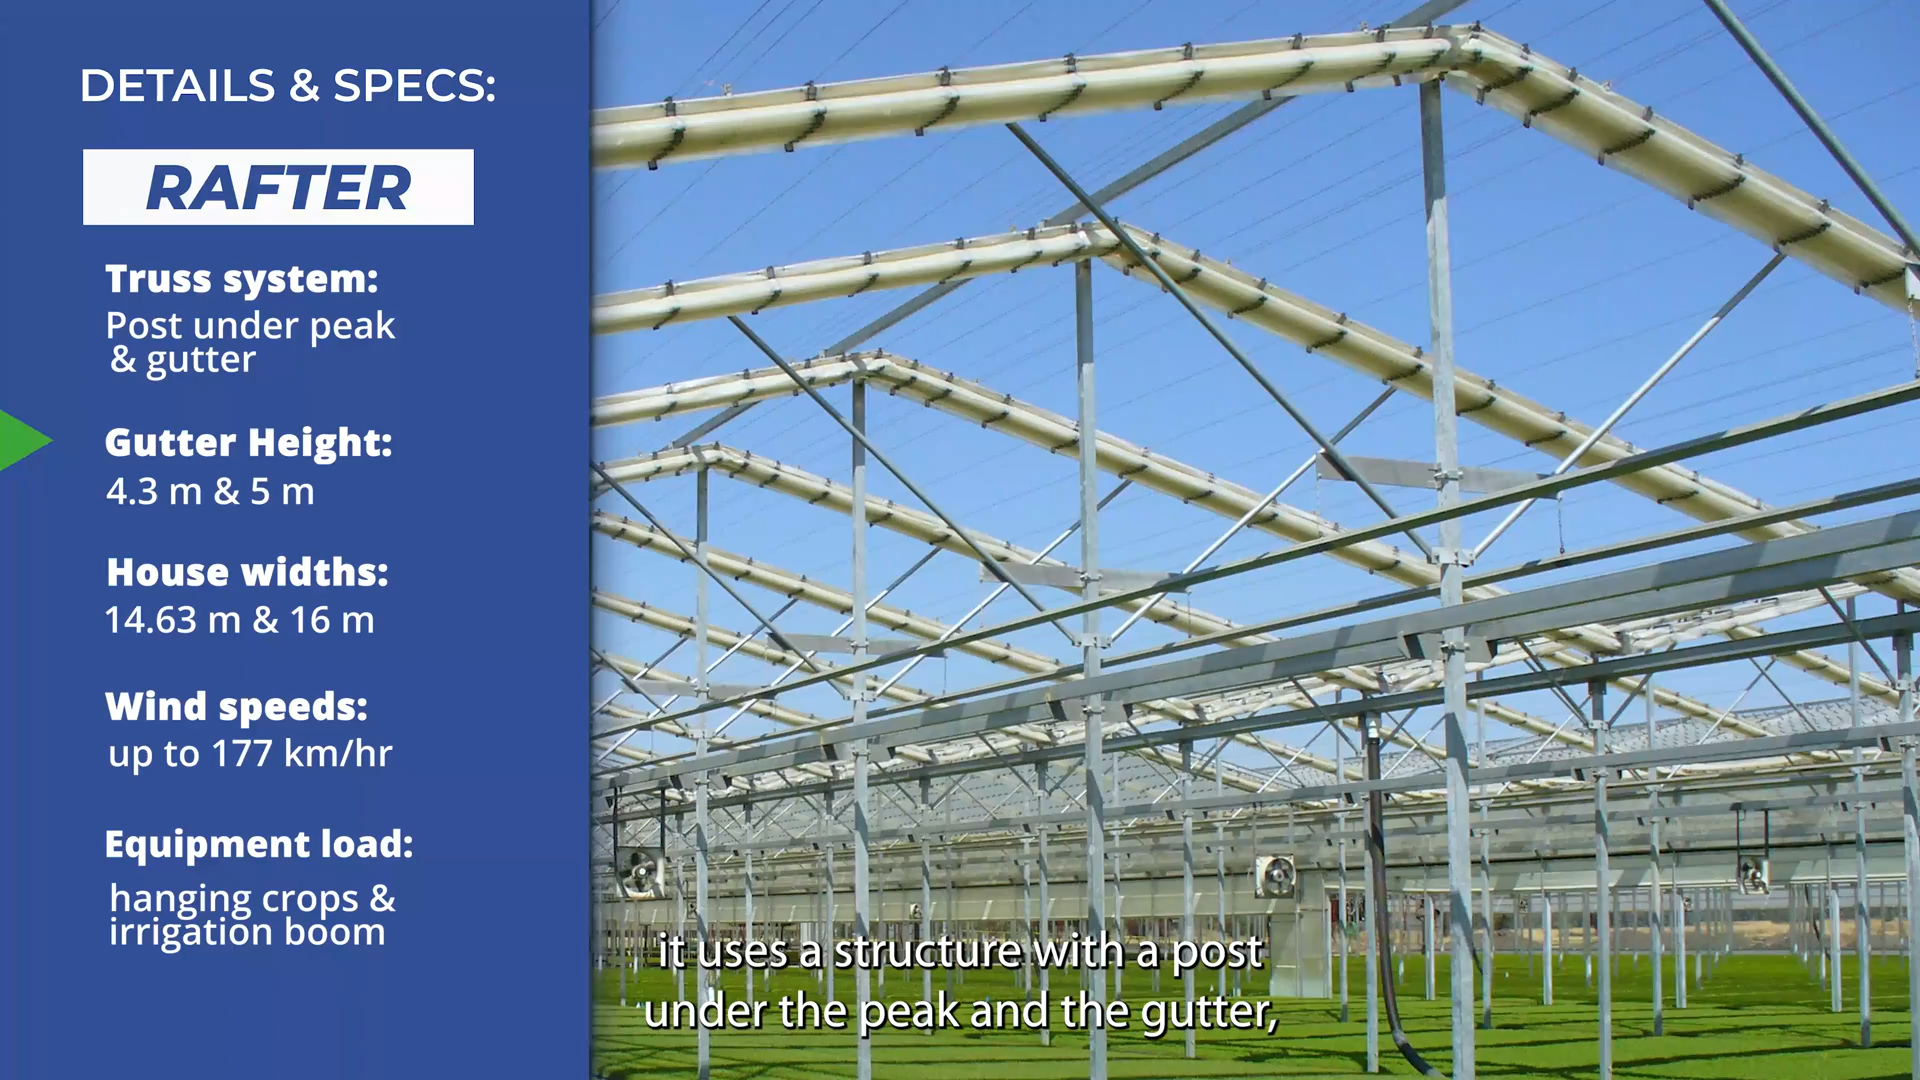 DETAILS & SPECS:
RAFTER
Truss system:
Post under peak
& gutter
Gutter Height:
4.3 m & 5 m
House widths:
14.63 m & 16 m
Wind speeds:
up to 177 km/hr
Equipment load:
hanging crops &
irrigation boom
it uses a structure with a post
under the peak and the gutter,